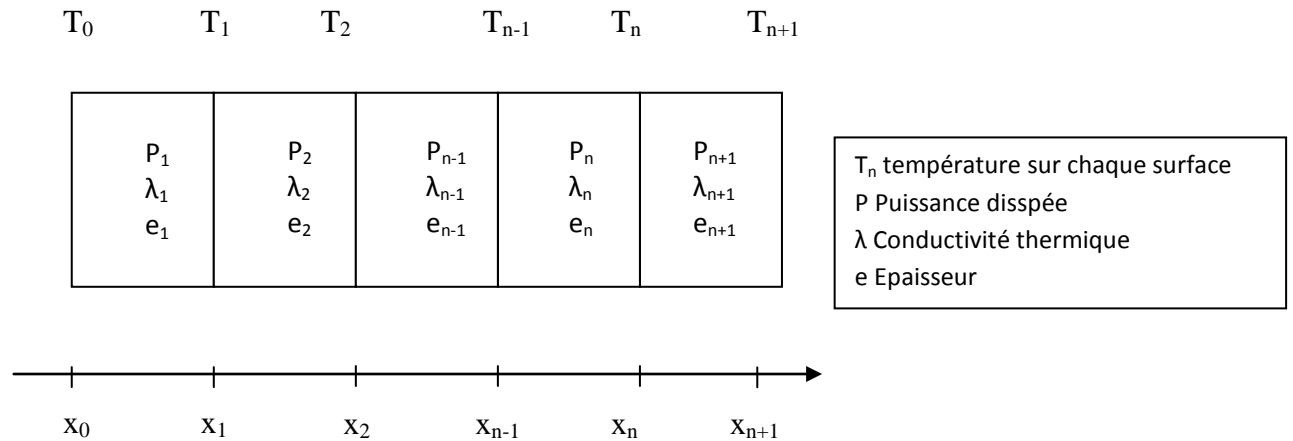 T₀ T₁ T₂ Tₙ₋₁ Tₙ Tₙ₊₁
P₁ P₂ Pₙ₋₁ Pₙ Pₙ₊₁
λ₁ λ₂ λₙ₋₁ λₙ λₙ₊₁
e₁ e₂ eₙ₋₁ eₙ eₙ₊₁
Tₙ température sur chaque surface
P Puissance disspée
λ Conductivité thermique
e Epaisseur
x₀ x₁ x₂ xₙ₋₁ xₙ xₙ₊₁